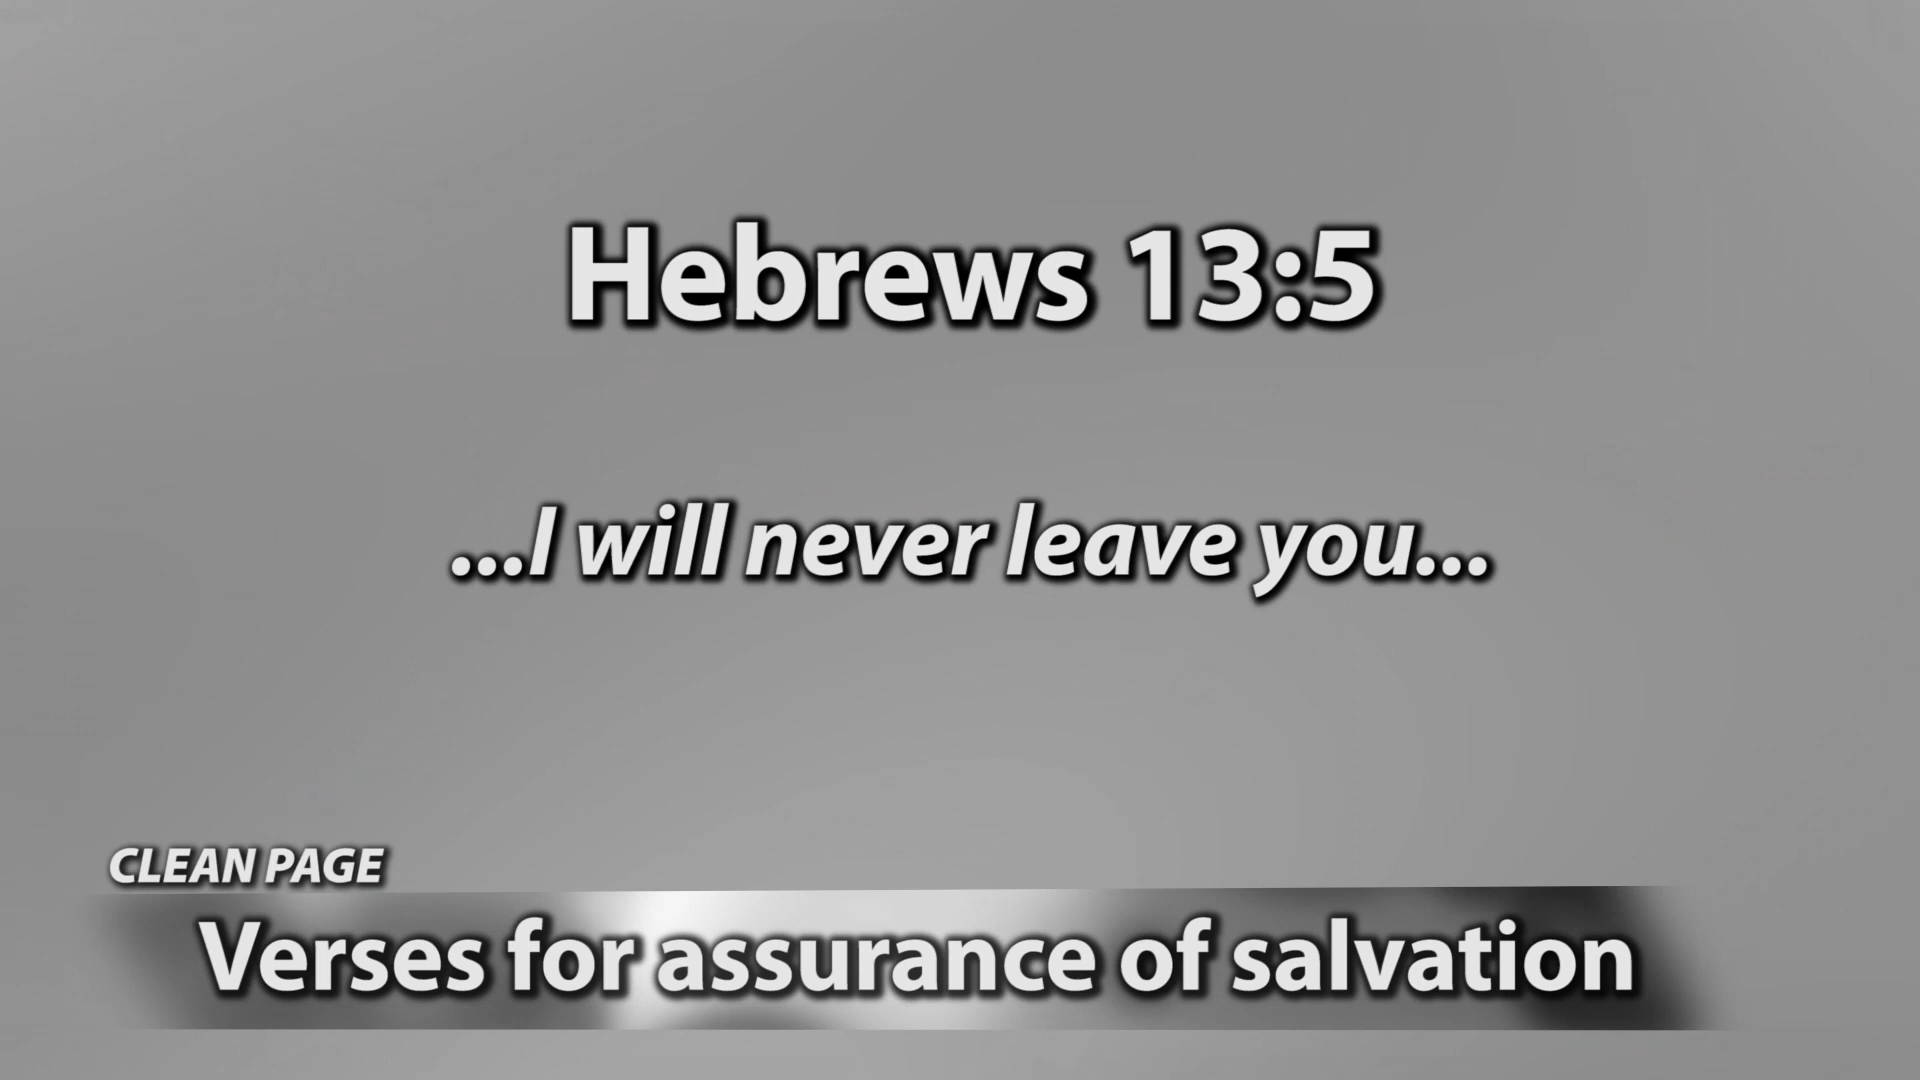 Hebrews 13:5
...I will never leave you...
CLEAN PAGE
Verses for assurance of salvation